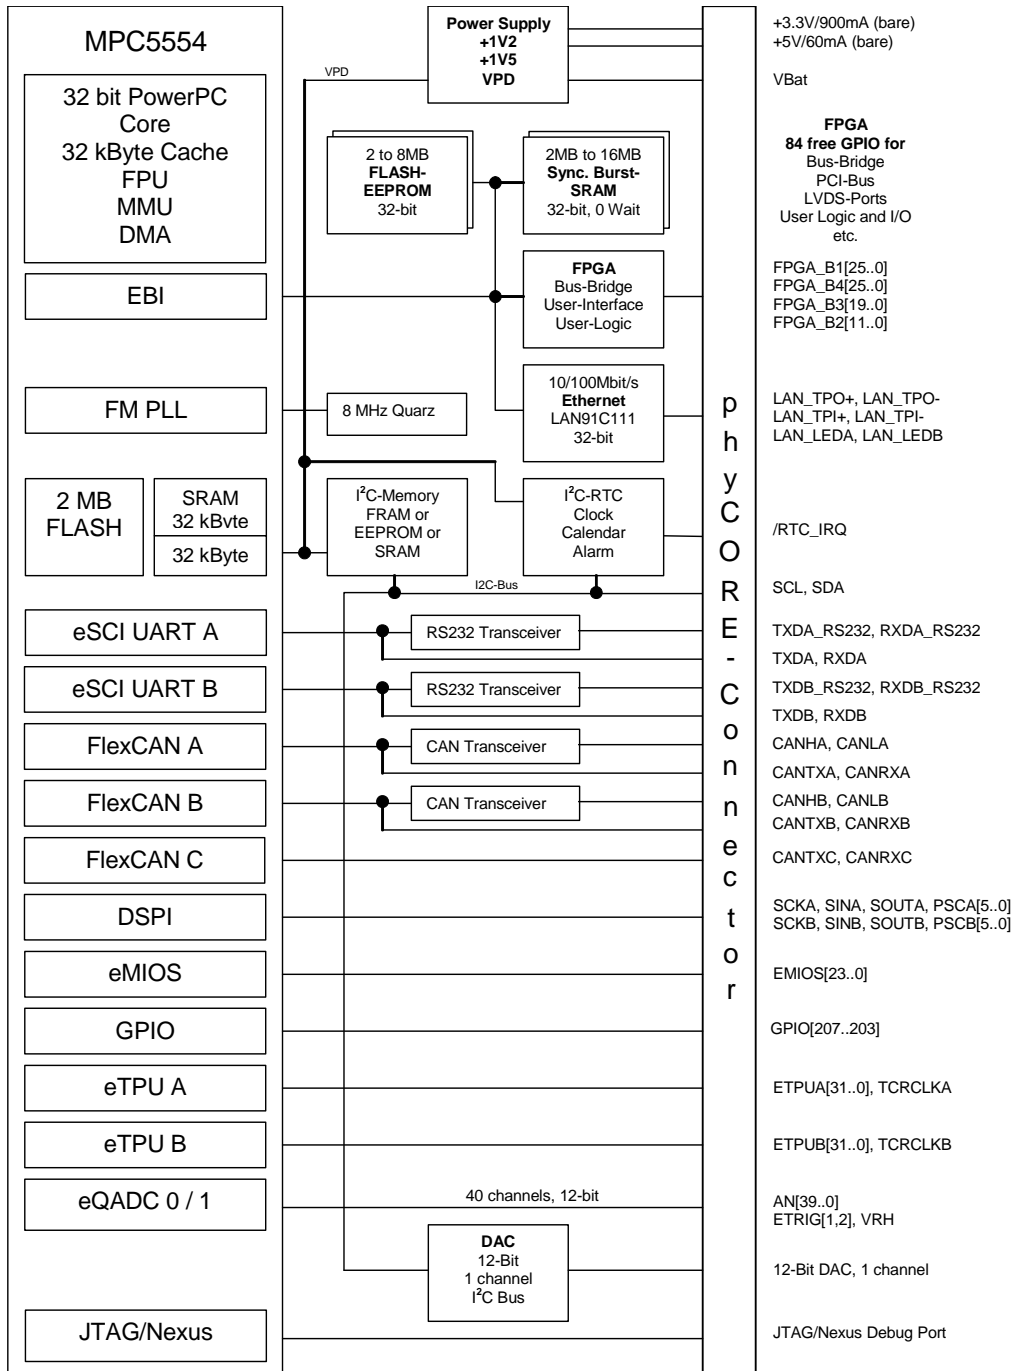 MPC5554
32 bit PowerPC
Core
32 kByte Cache
FPU
MMU
DMA
EBI
FM PLL
2 MB
FLASH
SRAM
32 kBvte
32 kByte
eSCI UART A
eSCI UART B
FlexCAN A
FlexCAN B
FlexCAN C
DSPI
eMIOS
GPIO
eTPU A
eTPU B
eQADC 0 / 1
JTAG/Nexus
Power Supply
+1V2
+1V5
VPD
VPD
2 to 8MB
FLASH-
EEPROM
32-bit
2MB to 16MB
Sync. Burst-
SRAM
32-bit, 0 Wait
FPGA
Bus-Bridge
User-Interface
User-Logic
10/100Mbit/s
Ethernet
LAN91C111
32-bit
8 MHz Quarz
I²C-Memory
FRAM or
EEPROM or
SRAM
I²C-RTC
Clock
Calendar
Alarm
I2C-Bus
RS232 Transceiver
RS232 Transceiver
CAN Transceiver
CAN Transceiver
40 channels, 12-bit
DAC
12-Bit
1 channel
I²C Bus
phyCORE-Connector
+3.3V/900mA (bare)
+5V/60mA (bare)
VBat
FPGA
84 free GPIO for
Bus-Bridge
PCI-Bus
LVDS-Ports
User Logic and I/O
etc.
FPGA_B1[25..0]
FPGA_B4[25..0]
FPGA_B3[19..0]
FPGA_B2[11..0]
LAN_TPO+, LAN_TPO-
LAN_TPI+, LAN_TPI-
LAN_LEDA, LAN_LEDB
/RTC_IRQ
SCL, SDA
TXDA_RS232, RXDA_RS232
TXDA, RXDA
TXDB_RS232, RXDB_RS232
TXDB, RXDB
CANHA, CANLA
CANTXA, CANRXA
CANHB, CANLB
CANTXB, CANRXB
CANTXC, CANRXC
SCKA, SINA, SOUTA, PSCA[5..0]
SCKB, SINB, SOUTB, PSCB[5..0]
EMIOS[23..0]
GPIO[207..203]
ETPUA[31..0], TCRCLKA
ETPUB[31..0], TCRCLKB
AN[39..0]
ETRIG[1,2], VRH
12-Bit DAC, 1 channel
JTAG/Nexus Debug Port